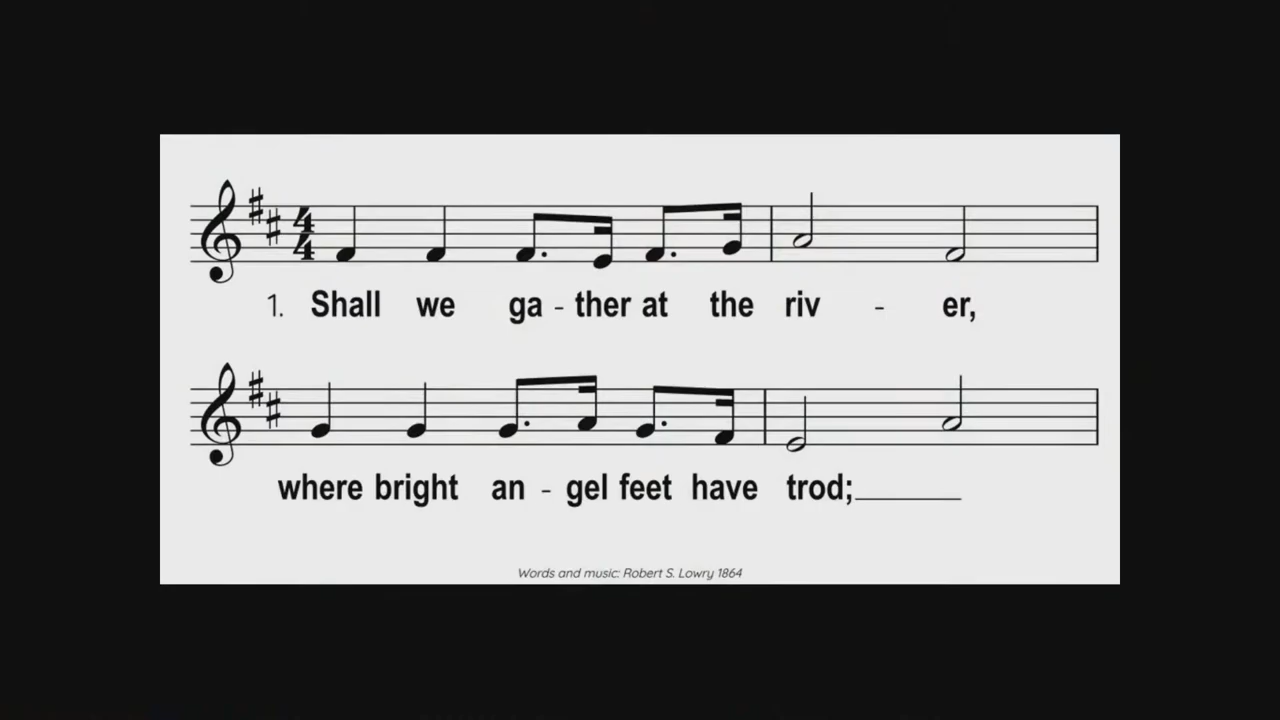 1. Shall we ga - ther at the riv - er,
where bright an - gel feet have trod;______
Words and music: Robert S. Lowry 1864